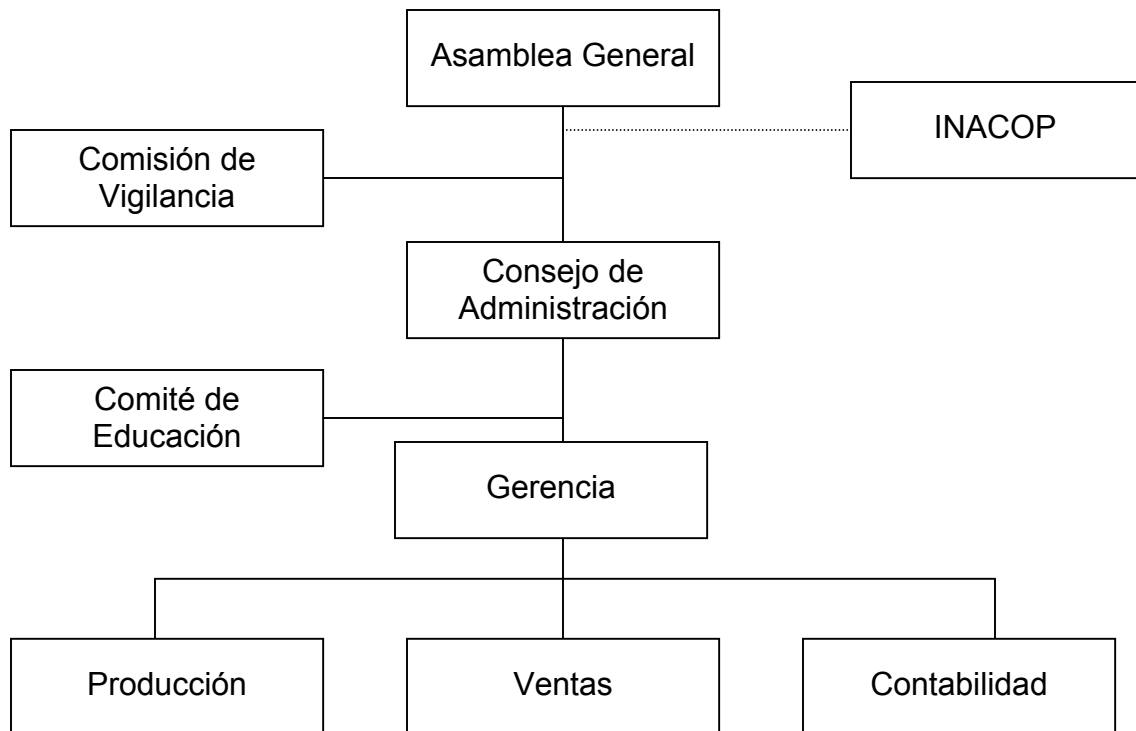 Asamblea General
INACOP
Comisión de
Vigilancia
Consejo de
Administración
Comité de
Educación
Gerencia
Producción
Ventas
Contabilidad